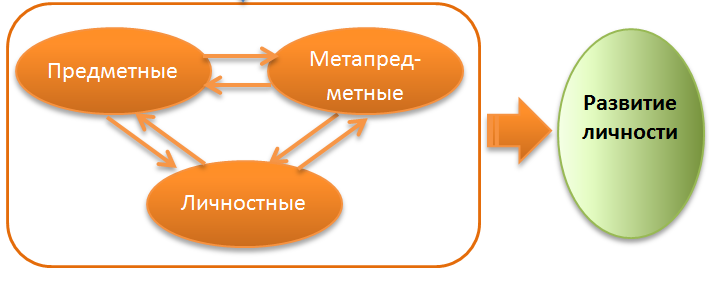 Предметные
Метапред-
метные
Личностные
Развитие
личности